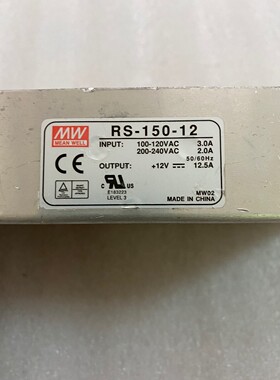 MW
MEAN WELL
RS-150-12
INPUT: 100-120VAC 3.0A
200-240VAC 2.0A
50/60Hz
OUTPUT: +12V 12.5A
CE
E183223
LEVEL 3
MW02
MADE IN CHINA